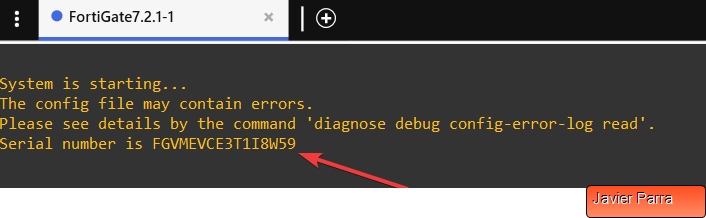 FortiGate7.2.1-1
System is starting...
The config file may contain errors.
Please see details by the command 'diagnose debug config-error-log read'.
Serial number is FGVMEVCE3T1I8W59
Javier Parra